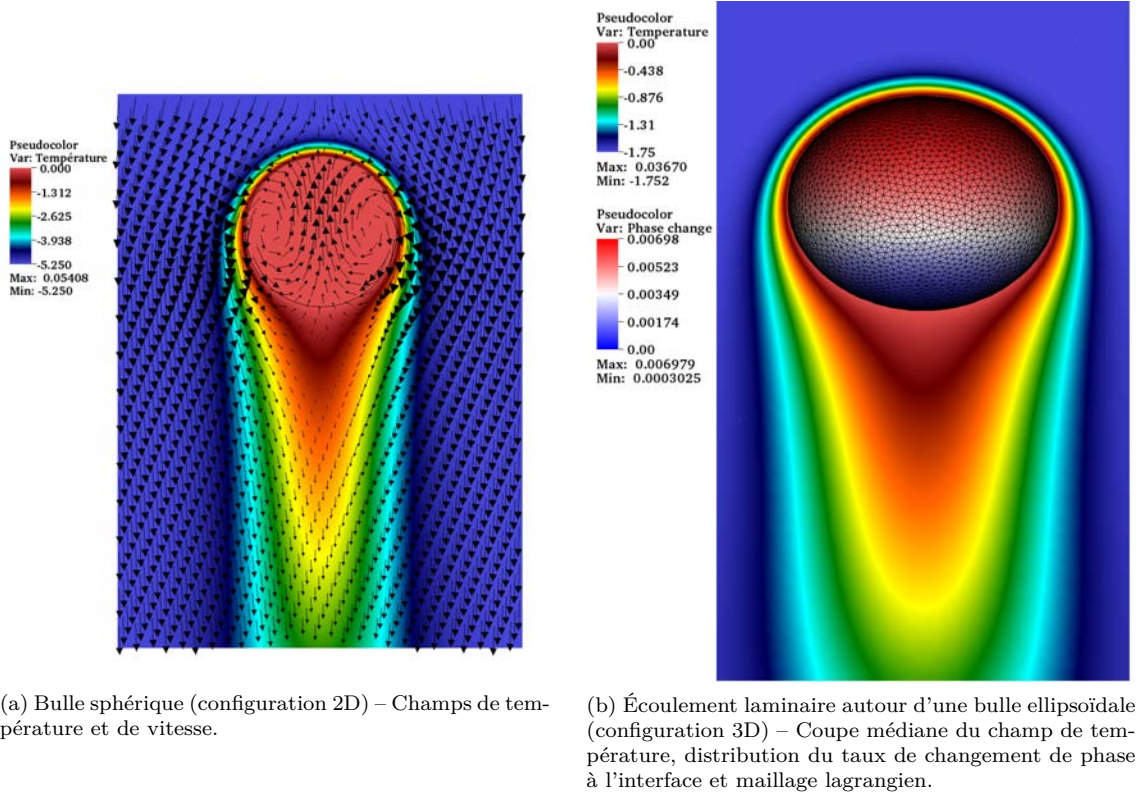 Pseudocolor
Var: Température
0.000
-1.312
-2.625
-3.938
-5.250
Max: 0.05408
Min: -5.250
Pseudocolor
Var: Temperature
0.00
-0.438
-0.876
-1.31
-1.75
Max: 0.03670
Min: -1.752
Pseudocolor
Var: Phase change
0.00698
0.00523
0.00349
0.00174
0.00
Max: 0.006979
Min: 0.0003025
(a) Bulle sphérique (configuration 2D) – Champs de tem-
pérature et de vitesse.
(b) Écoulement laminaire autour d'une bulle ellipsoïdale
(configuration 3D) – Coupe médiane du champ de tem-
pérature, distribution du taux de changement de phase
à l'interface et maillage lagrangien.